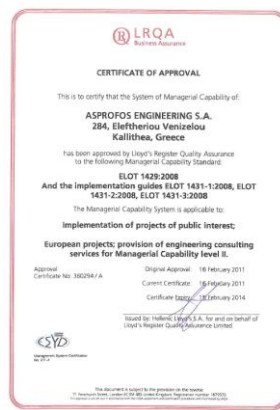 LRQA
Business Assurance
CERTIFICATE OF APPROVAL
This is to certify that the System of Managerial Capability of:
ASPROFOS ENGINEERING S.A.
284, Eleftheriou Venizelou
Kallithea, Greece
has been approved by Lloyd's Register Quality Assurance
to the following Managerial Capability Standard:
ELOT 1429:2008
And the implementation guides ELOT 1431-1:2008, ELOT
1431-2:2008, ELOT 1431-3:2008
The Managerial Capability System is applicable to:
Implementation of projects of public interest;
European projects; provision of engineering consulting
services for Managerial Capability level II.
Approval
Certificate No: 360294 / A
Original Approval: 18 February 2011
Current Certificate: 18 February 2011
Certificate Expiry: 18 February 2014
Issued by: Hellenic Lloyd's S.A. for and on behalf of
Lloyd's Register Quality Assurance Limited
Management System Certification
This document is subject to the provision on the reverse